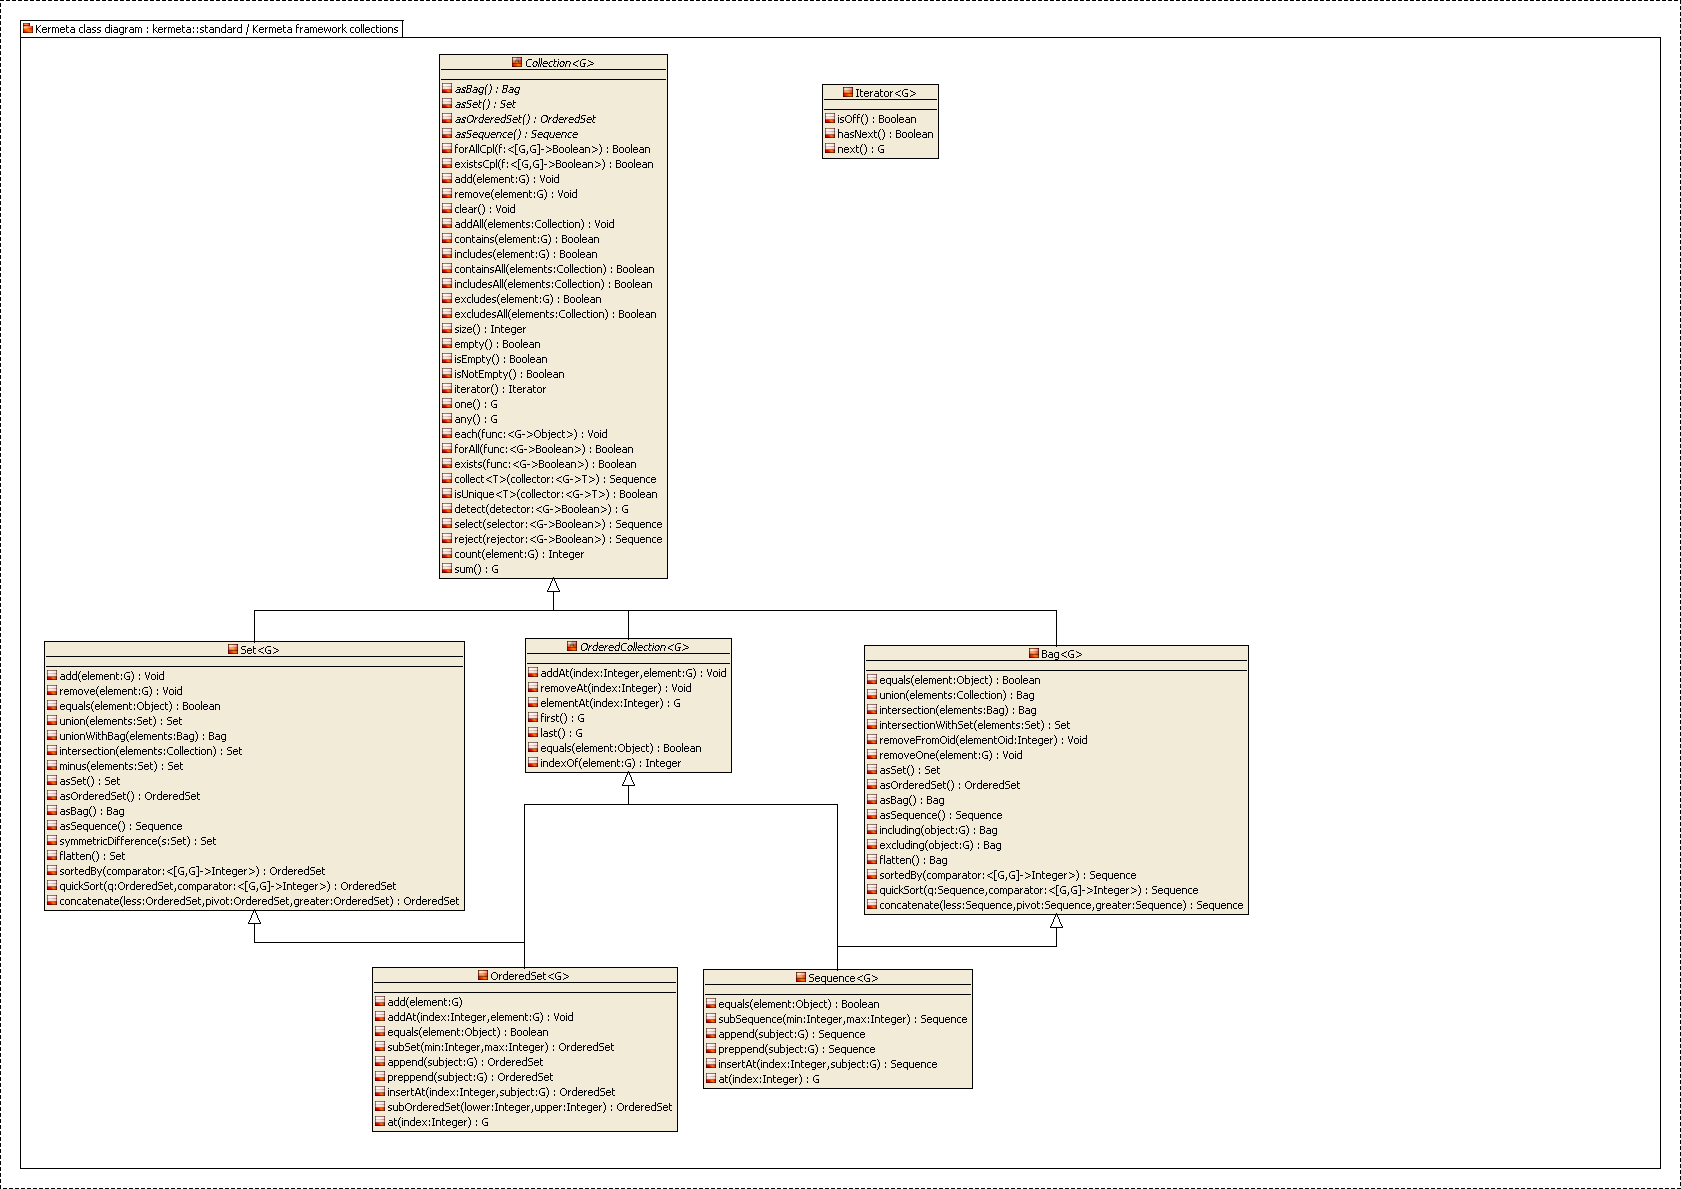 Kermeta class diagram : kermeta::standard / Kermeta framework collections
Collection<G>
asBag() : Bag
asSet() : Set
asOrderedSet() : OrderedSet
asSequence() : Sequence
forAllCpl(f:<[G,G]->Boolean>) : Boolean
existsCpl(f:<[G,G]->Boolean>) : Boolean
add(element:G) : Void
remove(element:G) : Void
clear() : Void
addAll(elements:Collection) : Void
contains(element:G) : Boolean
includes(element:G) : Boolean
containsAll(elements:Collection) : Boolean
includesAll(elements:Collection) : Boolean
excludes(element:G) : Boolean
excludesAll(elements:Collection) : Boolean
size() : Integer
empty() : Boolean
isEmpty() : Boolean
isNotEmpty() : Boolean
iterator() : Iterator
one() : G
any() : G
each(func:<G->Object>) : Void
forAll(func:<G->Boolean>) : Boolean
exists(func:<G->Boolean>) : Boolean
collect<T>(collector:<G->T>) : Sequence
isUnique<T>(collector:<G->T>) : Boolean
detect(detector:<G->Boolean>) : G
select(selector:<G->Boolean>) : Sequence
reject(rejector:<G->Boolean>) : Sequence
count(element:G) : Integer
sum() : G
Iterator<G>
isOff() : Boolean
hasNext() : Boolean
next() : G
Set<G>
add(element:G) : Void
remove(element:G) : Void
equals(element:Object) : Boolean
union(elements:Set) : Set
unionWithBag(elements:Bag) : Bag
intersection(elements:Collection) : Set
minus(elements:Set) : Set
asSet() : Set
asOrderedSet() : OrderedSet
asBag() : Bag
asSequence() : Sequence
symmetricDifference(s:Set) : Set
flatten() : Set
sortedBy(comparator:<[G,G]->Integer>) : OrderedSet
quickSort(q:OrderedSet,comparator:<[G,G]->Integer>) : OrderedSet
concatenate(less:OrderedSet,pivot:OrderedSet,greater:OrderedSet) : OrderedSet
OrderedCollection<G>
addAt(index:Integer,element:G) : Void
removeAt(index:Integer) : Void
elementAt(index:Integer) : G
first() : G
last() : G
equals(element:Object) : Boolean
indexOf(element:G) : Integer
Bag<G>
equals(element:Object) : Boolean
union(elements:Collection) : Bag
intersection(elements:Bag) : Bag
intersectionWithSet(elements:Set) : Set
removeFromOid(elementOid:Integer) : Void
removeOne(element:G) : Void
asSet() : Set
asOrderedSet() : OrderedSet
asBag() : Bag
asSequence() : Sequence
including(object:G) : Bag
excluding(object:G) : Bag
flatten() : Bag
sortedBy(comparator:<[G,G]->Integer>) : Sequence
quickSort(q:Sequence,comparator:<[G,G]->Integer>) : Sequence
concatenate(less:Sequence,pivot:Sequence,greater:Sequence) : Sequence
OrderedSet<G>
add(element:G)
addAt(index:Integer,element:G) : Void
equals(element:Object) : Boolean
subSet(min:Integer,max:Integer) : OrderedSet
append(subject:G) : OrderedSet
preppend(subject:G) : OrderedSet
insertAt(index:Integer,subject:G) : OrderedSet
subOrderedSet(lower:Integer,upper:Integer) : OrderedSet
at(index:Integer) : G
Sequence<G>
equals(element:Object) : Boolean
subSequence(min:Integer,max:Integer) : Sequence
append(subject:G) : Sequence
preppend(subject:G) : Sequence
insertAt(index:Integer,subject:G) : Sequence
at(index:Integer) : G